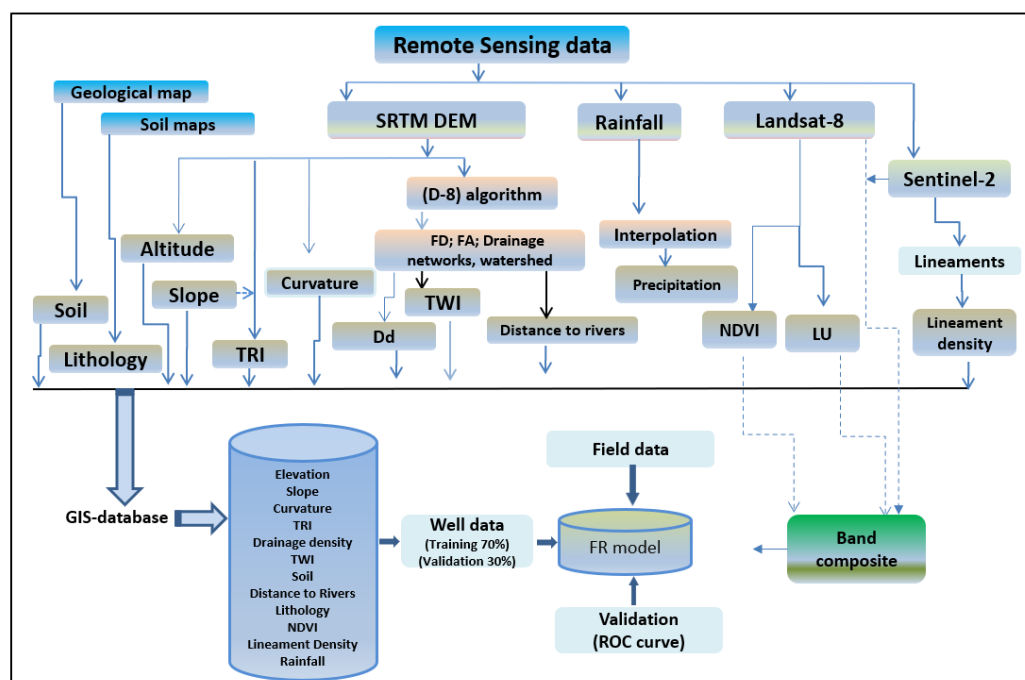 Remote Sensing data
Geological map
Soil maps
SRTM DEM
Rainfall
Landsat-8
Sentinel-2
(D-8) algorithm
Altitude
FD; FA; Drainage
networks, watershed
Interpolation
Lineaments
Soil
Slope
Curvature
TWI
Precipitation
Lithology
TRI
Dd
Distance to rivers
NDVI
LU
Lineament
density
GIS-database
Elevation
Slope
Curvature
TRI
Drainage density
TWI
Soil
Distance to Rivers
Lithology
NDVI
Lineament Density
Rainfall
Well data
(Training 70%)
(Validation 30%)
Field data
FR model
Validation
(ROC curve)
Band
composite